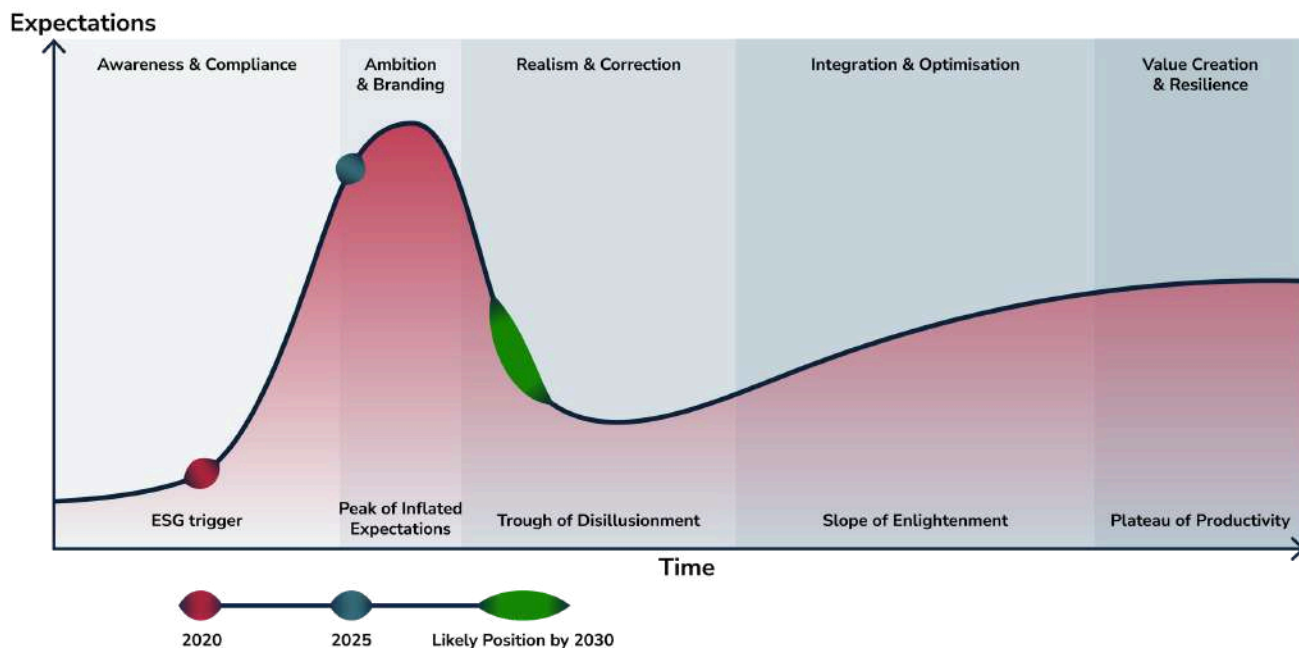 Expectations
Awareness & Compliance
Ambition
& Branding
Realism & Correction
Integration & Optimisation
Value Creation
& Resilience
ESG trigger
Peak of Inflated
Expectations
Trough of Disillusionment
Slope of Enlightenment
Plateau of Productivity
Time
2020
2025
Likely Position by 2030